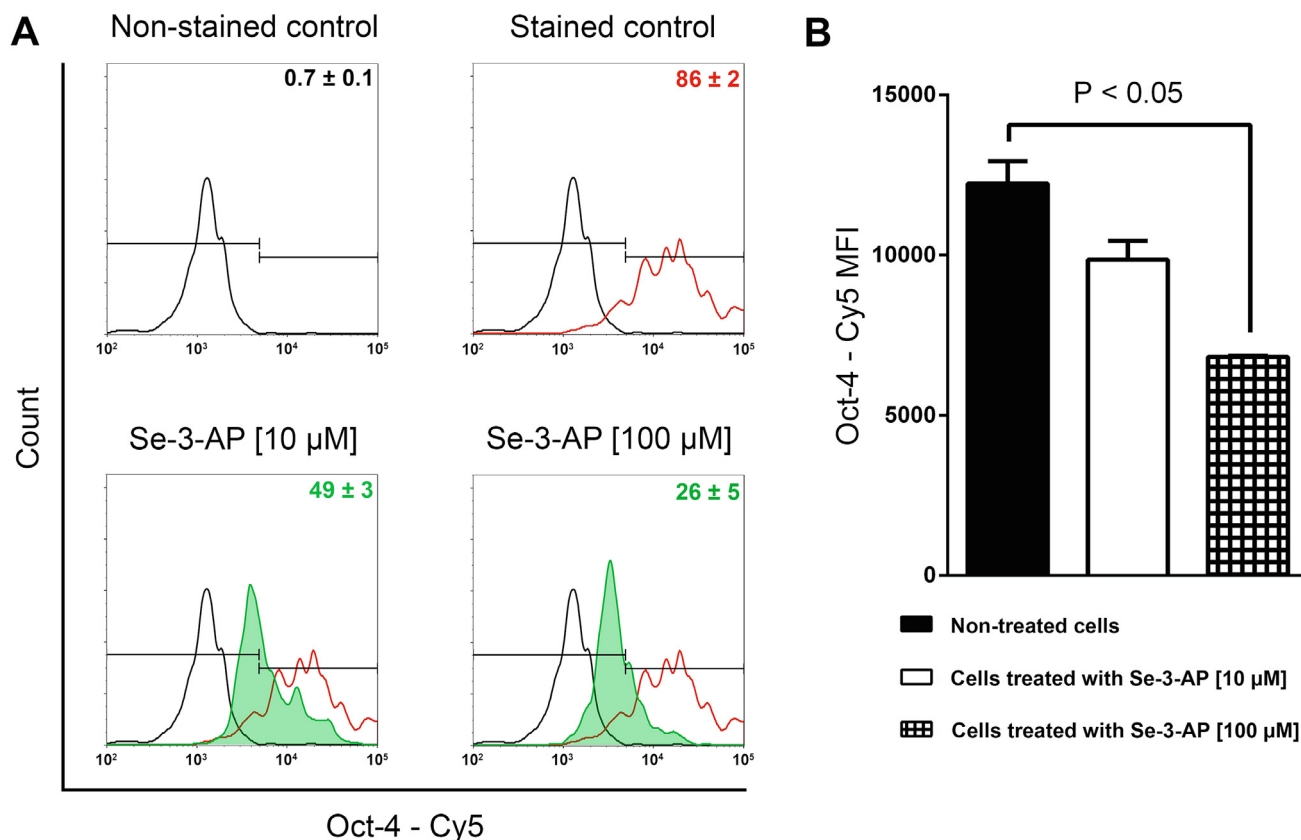 A
Non-stained control
Stained control
0.7 ± 0.1
86 ± 2
10² 10³ 10⁴ 10⁵
10² 10³ 10⁴ 10⁵
Se-3-AP [10 µM]
Se-3-AP [100 µM]
49 ± 3
26 ± 5
10² 10³ 10⁴ 10⁵
10² 10³ 10⁴ 10⁵
Count
Oct-4 - Cy5
B
P < 0.05
15000
10000
5000
0
Oct-4 - Cy5 MFI
Non-treated cells
Cells treated with Se-3-AP [10 µM]
Cells treated with Se-3-AP [100 µM]